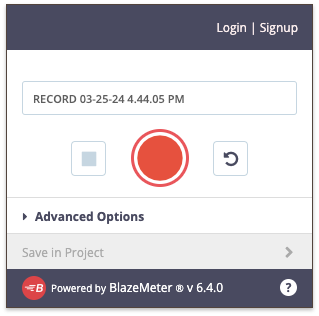 Login | Signup
RECORD 03-25-24 4.44.05 PM
Advanced Options
Save in Project
B Powered by BlazeMeter ® v 6.4.0 ?